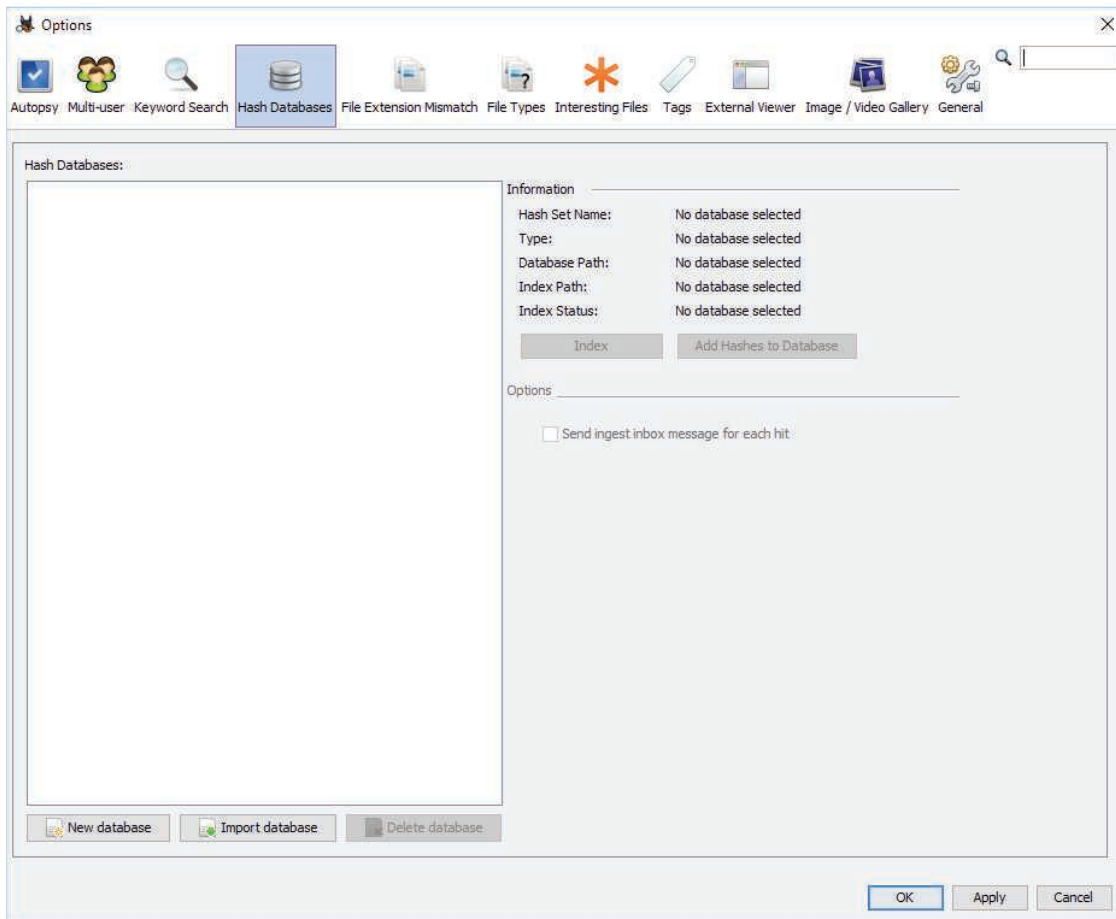 Options
Autopsy Multi-user Keyword Search Hash Databases File Extension Mismatch File Types Interesting Files Tags External Viewer Image / Video Gallery General
Hash Databases:
Information
Hash Set Name: No database selected
Type: No database selected
Database Path: No database selected
Index Path: No database selected
Index Status: No database selected
Index Add Hashes to Database
Options
Send ingest inbox message for each hit
New database Import database Delete database
OK Apply Cancel